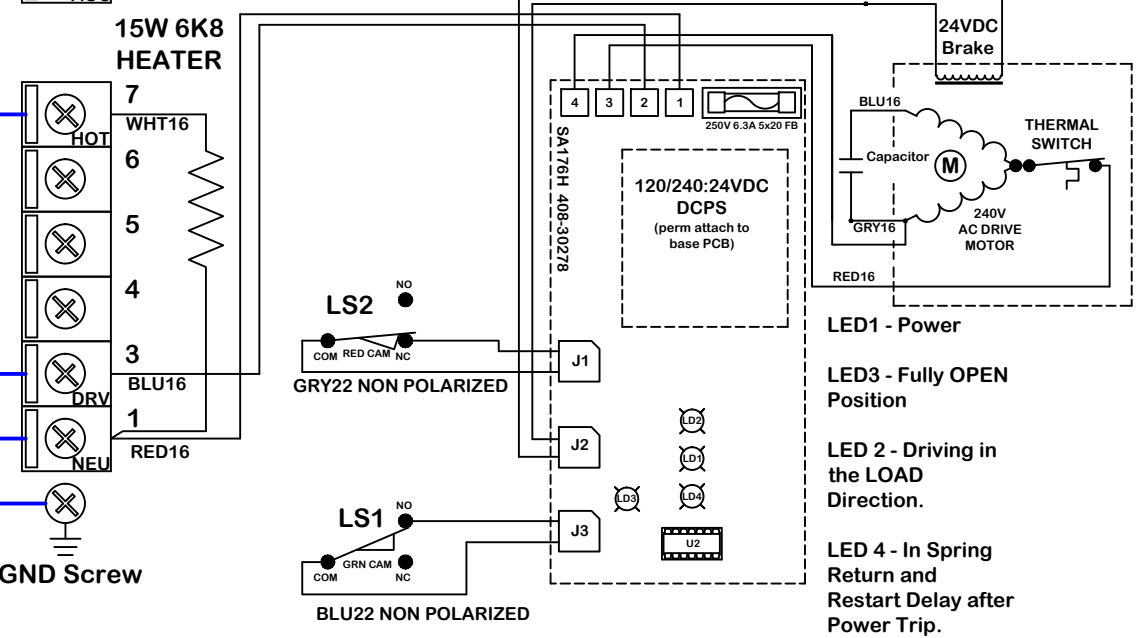 15W 6K8
HEATER
7
WHT16
HOT
6
5
4
3
BLU16
DRV
1
RED16
NEU
GND Screw
LS2
NO
COM
RED CAM
NC
GRY22 NON POLARIZED
LS1
NO
COM
GRN CAM
NC
BLU22 NON POLARIZED
4
3
2
1
250V 6.3A 5x20 FB
SA176H 408-30278
120/240:24VDC
DCPS
(perm attach to
base PCB)
J1
J2
J3
LD2
LD1
LD3
LD4
U2
24VDC
Brake
BLU16
Capacitor
M
GRY16
THERMAL
SWITCH
240V
AC DRIVE
MOTOR
RED16
LED1 - Power
LED3 - Fully OPEN
Position
LED 2 - Driving in
the LOAD
Direction.
LED 4 - In Spring
Return and
Restart Delay after
Power Trip.